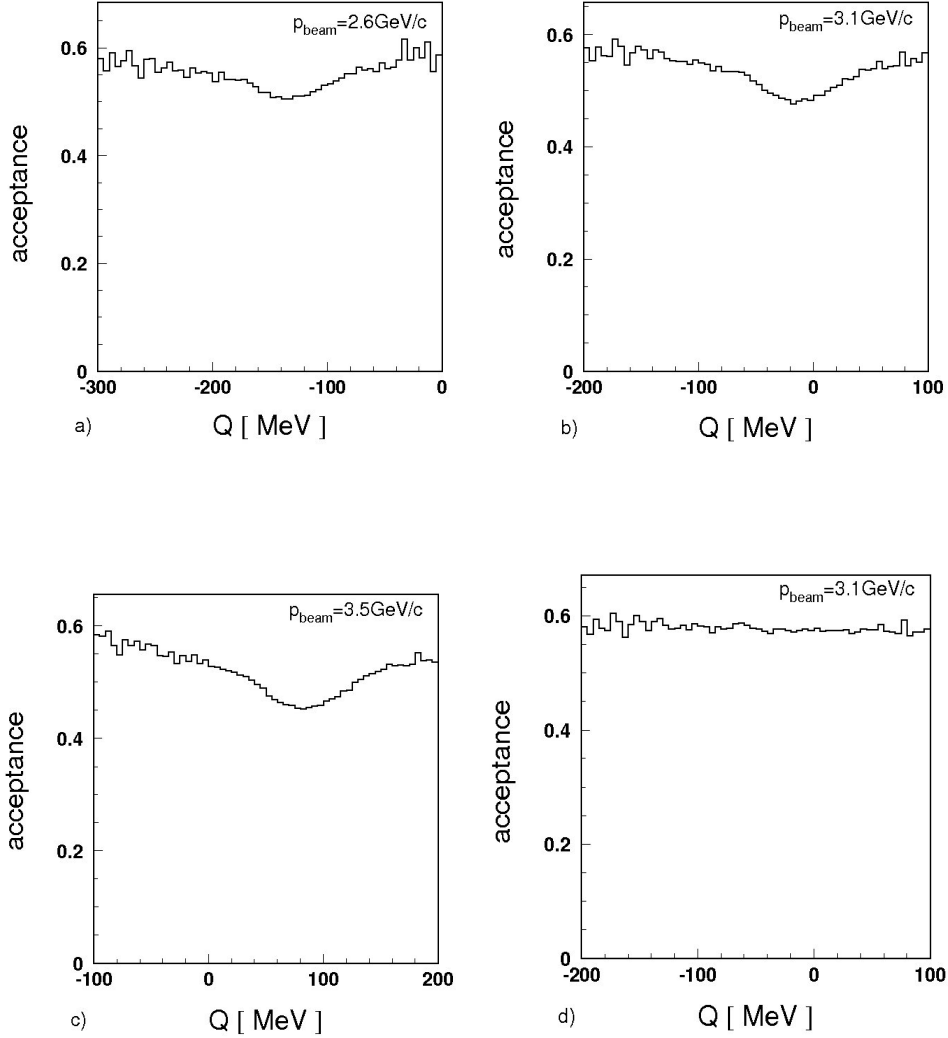 p_beam=2.6GeV/c
0.6
0.4
0.2
0
acceptance
-300 -200 -100 0
a) Q [ MeV ]
p_beam=3.1GeV/c
0.6
0.4
0.2
0
acceptance
-200 -100 0 100
b) Q [ MeV ]
p_beam=3.5GeV/c
0.6
0.4
0.2
0
acceptance
-100 0 100 200
c) Q [ MeV ]
p_beam=3.1GeV/c
0.6
0.4
0.2
0
acceptance
-200 -100 0 100
d) Q [ MeV ]